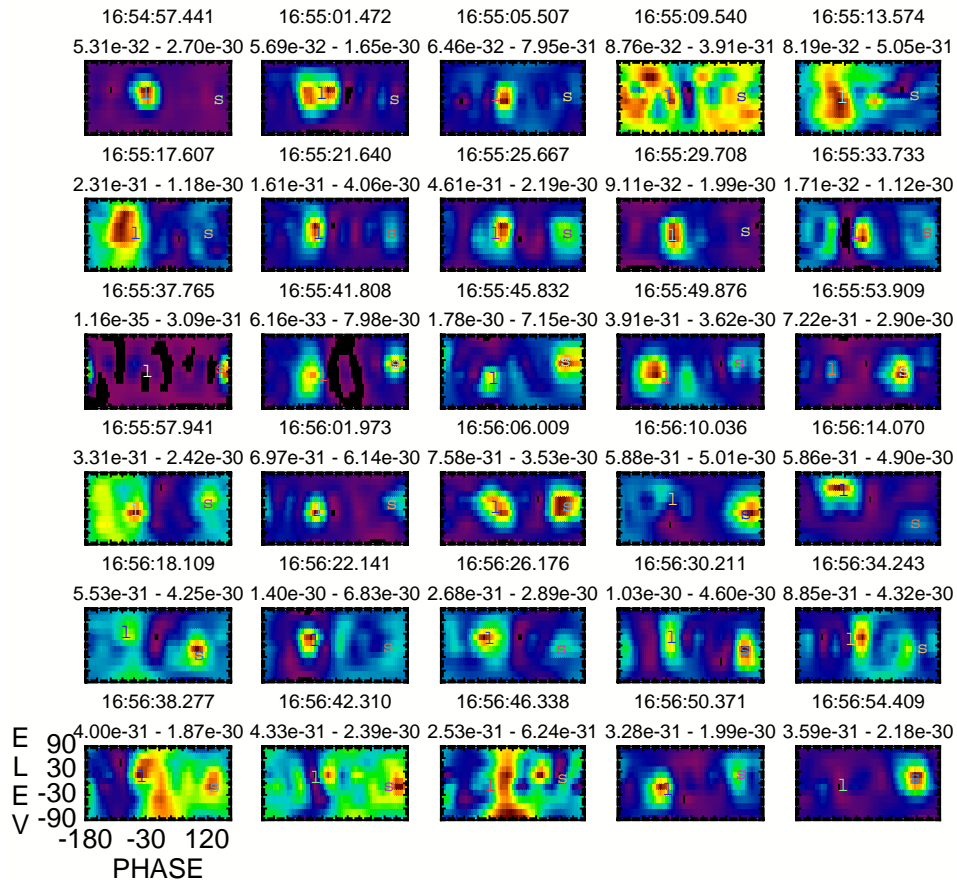 16:54:57.441 16:55:01.472 16:55:05.507 16:55:09.540 16:55:13.574
5.31e-32 - 2.70e-30 5.69e-32 - 1.65e-30 6.46e-32 - 7.95e-31 8.76e-32 - 3.91e-31 8.19e-32 - 5.05e-31
16:55:17.607 16:55:21.640 16:55:25.667 16:55:29.708 16:55:33.733
2.31e-31 - 1.18e-30 1.61e-31 - 4.06e-30 4.61e-31 - 2.19e-30 9.11e-32 - 1.99e-30 1.71e-32 - 1.12e-30
16:55:37.765 16:55:41.808 16:55:45.832 16:55:49.876 16:55:53.909
1.16e-35 - 3.09e-31 6.16e-33 - 7.98e-30 1.78e-30 - 7.15e-30 3.91e-31 - 3.62e-30 7.22e-31 - 2.90e-30
16:55:57.941 16:56:01.973 16:56:06.009 16:56:10.036 16:56:14.070
3.31e-31 - 2.42e-30 6.97e-31 - 6.14e-30 7.58e-31 - 3.53e-30 5.88e-31 - 5.01e-30 5.86e-31 - 4.90e-30
16:56:18.109 16:56:22.141 16:56:26.176 16:56:30.211 16:56:34.243
5.53e-31 - 4.25e-30 1.40e-30 - 6.83e-30 2.68e-31 - 2.89e-30 1.03e-30 - 4.60e-30 8.85e-31 - 4.32e-30
16:56:38.277 16:56:42.310 16:56:46.338 16:56:50.371 16:56:54.409
4.00e-31 - 1.87e-30 4.33e-31 - 2.39e-30 2.53e-31 - 6.24e-31 3.28e-31 - 1.99e-30 3.59e-31 - 2.18e-30
ELEV
90
30
-30
-90
-180 -30 120
PHASE